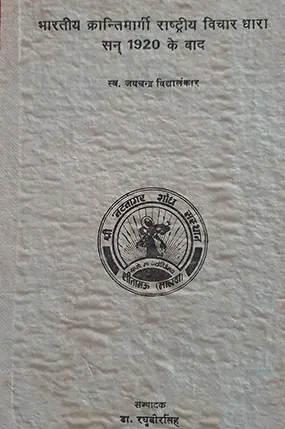 भारतीय क्रान्तिमार्गी राष्ट्रीय विचार धारा
सन् 1920 के बाद
स्व. जयचन्द्र विद्यालंकार
श्री नटनागर शोध संस्थान
सीतामऊ (मालवा)
सम्पादक
डा. रघुबीरसिंह